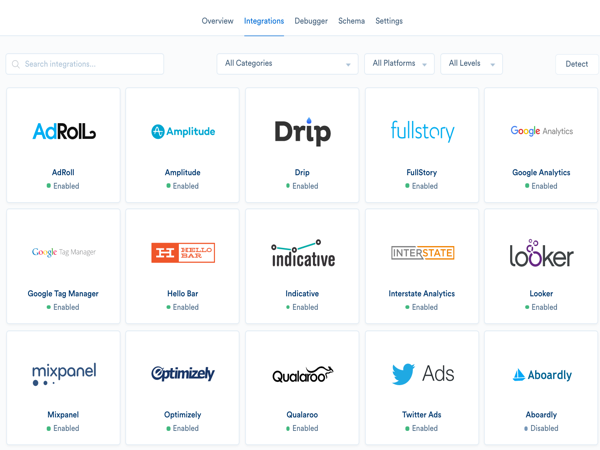 Overview Integrations Debugger Schema Settings
Search integrations... All Categories All Platforms All Levels Detect
AdRoll Amplitude Drip fullstory Google Analytics
AdRoll Amplitude Drip FullStory Google Analytics
Enabled Enabled Enabled Enabled Enabled
Google Tag Manager HELLO BAR indicative INTERSTATE looker
Google Tag Manager Hello Bar Indicative Interstate Analytics Looker
Enabled Enabled Enabled Enabled Enabled
mixpanel Optimizely Qualaroo Ads Aboardly
Mixpanel Optimizely Qualaroo Twitter Ads Aboardly
Enabled Enabled Enabled Enabled Disabled